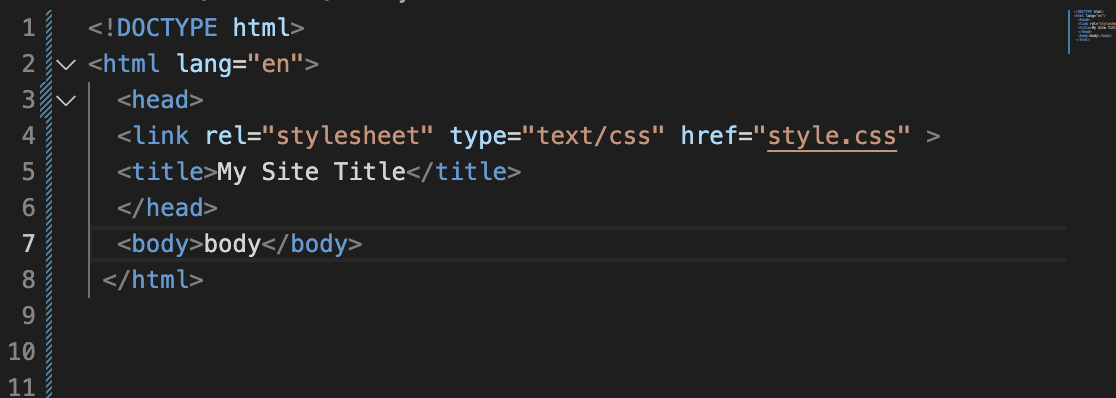 1 <!DOCTYPE html>
2 <html lang="en">
3 <head>
4 <link rel="stylesheet" type="text/css" href="style.css" >
5 <title>My Site Title</title>
6 </head>
7 <body>body</body>
8 </html>
9
10
11